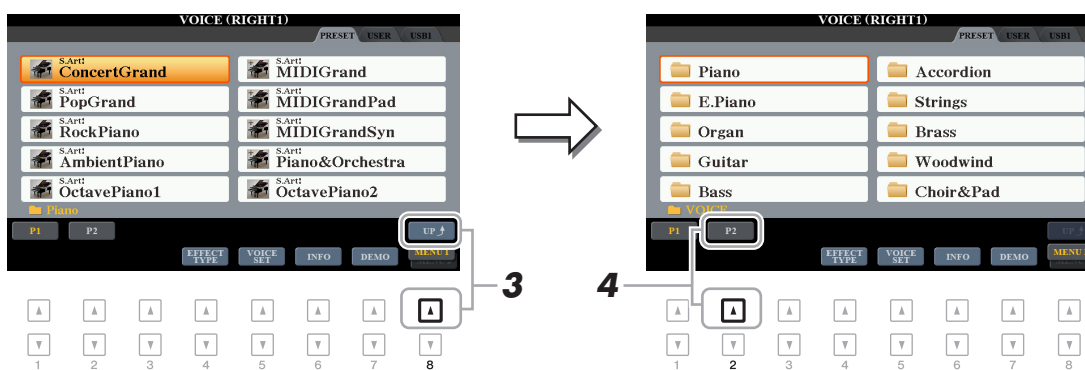 VOICE (RIGHT1)
PRESET USER USB1
S.Art!
ConcertGrand
S.Art!
MIDIGrand
S.Art!
PopGrand
S.Art!
MIDIGrandPad
S.Art!
RockPiano
S.Art!
MIDIGrandSyn
S.Art!
AmbientPiano
S.Art!
Piano&Orchestra
S.Art!
OctavePiano1
S.Art!
OctavePiano2
Piano
P1 P2 UP
EFFECT TYPE VOICE SET INFO DEMO MENU 1
1 2 3 4 5 6 7 8
3
VOICE (RIGHT1)
PRESET USER USB1
Piano Accordion
E.Piano Strings
Organ Brass
Guitar Woodwind
Bass Choir&Pad
VOICE
P1 P2 UP
EFFECT TYPE VOICE SET INFO DEMO MENU
4
1 2 3 4 5 6 7 8